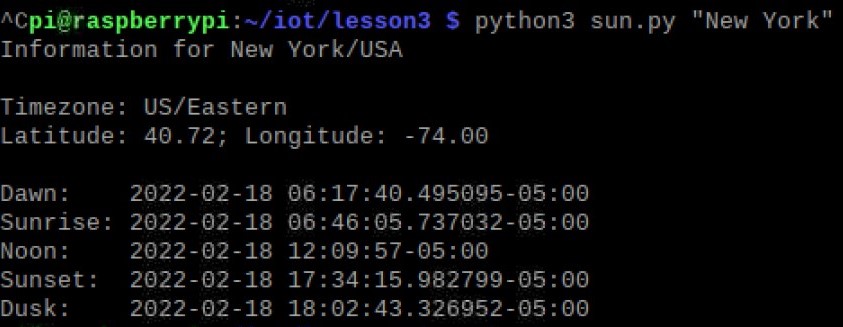 ^Cpi@raspberrypi:~/iot/lesson3 $ python3 sun.py "New York"
Information for New York/USA
Timezone: US/Eastern
Latitude: 40.72; Longitude: -74.00
Dawn:    2022-02-18 06:17:40.495095-05:00
Sunrise: 2022-02-18 06:46:05.737032-05:00
Noon:    2022-02-18 12:09:57-05:00
Sunset:  2022-02-18 17:34:15.982799-05:00
Dusk:    2022-02-18 18:02:43.326952-05:00